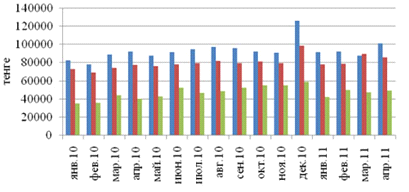 140000
120000
100000
80000
60000
40000
20000
0
тенге
янв.10
фев.10
мар.10
апр.10
май.10
июн.10
июл.10
авг.10
сен.10
окт.10
ноя.10
дек.10
янв.11
фев.11
мар.11
апр.11